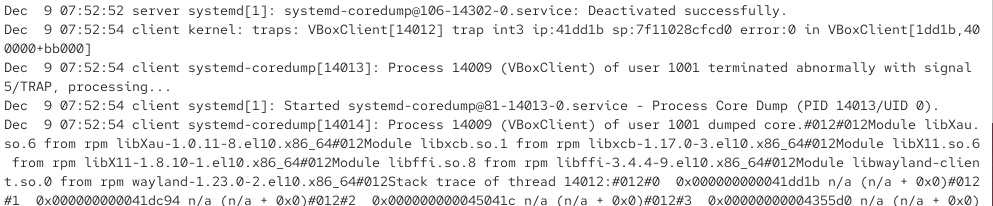 Dec  9 07:52:52 server systemd[1]: systemd-coredump@106-14302-0.service: Deactivated successfully.
Dec  9 07:52:54 client kernel: traps: VBoxClient[14012] trap int3 ip:41dd1b sp:7f11028cfcd0 error:0 in VBoxClient[1dd1b,40
0000+bb000]
Dec  9 07:52:54 client systemd-coredump[14013]: Process 14009 (VBoxClient) of user 1001 terminated abnormally with signal
5/TRAP, processing...
Dec  9 07:52:54 client systemd[1]: Started systemd-coredump@81-14013-0.service - Process Core Dump (PID 14013/UID 0).
Dec  9 07:52:54 client systemd-coredump[14014]: Process 14009 (VBoxClient) of user 1001 dumped core.#012#012Module libXau.
so.6 from rpm libXau-1.0.11-8.el10.x86_64#012Module libxcb.so.1 from rpm libxcb-1.17.0-3.el10.x86_64#012Module libX11.so.6
 from rpm libX11-1.8.10-1.el10.x86_64#012Module libffi.so.8 from rpm libffi-3.4.4-9.el10.x86_64#012Module libwayland-clien
t.so.0 from rpm wayland-1.23.0-2.el10.x86_64#012Stack trace of thread 14012:#012#0  0x000000000041dd1b n/a (n/a + 0x0)#012
#1  0x000000000041dc94 n/a (n/a + 0x0)#012#2  0x000000000045041c n/a (n/a + 0x0)#012#3  0x00000000004355d0 n/a (n/a + 0x0)